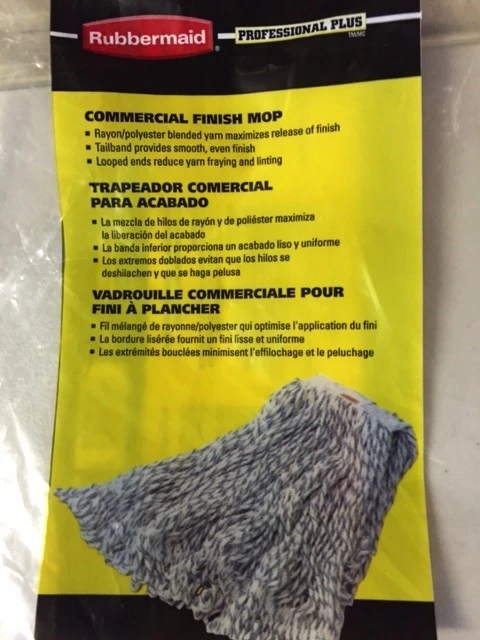 Rubbermaid® PROFESSIONAL PLUS TM/MC
COMMERCIAL FINISH MOP
▪ Rayon/polyester blended yarn maximizes release of finish
▪ Tailband provides smooth, even finish
▪ Looped ends reduce yarn fraying and linting
TRAPEADOR COMERCIAL
PARA ACABADO
▪ La mezcla de hilos de rayón y de poliéster maximiza
la liberación del acabado
▪ La banda inferior proporciona un acabado liso y uniforme
▪ Los extremos doblados evitan que los hilos se
deshilachen y que se haga pelusa
VADROUILLE COMMERCIALE POUR
FINI À PLANCHER
▪ Fil mélangé de rayonne/polyester qui optimise l'application du fini
▪ La bordure lisérée fournit un fini lisse et uniforme
▪ Les extrémités bouclées minimisent l'effilochage et le peluchage